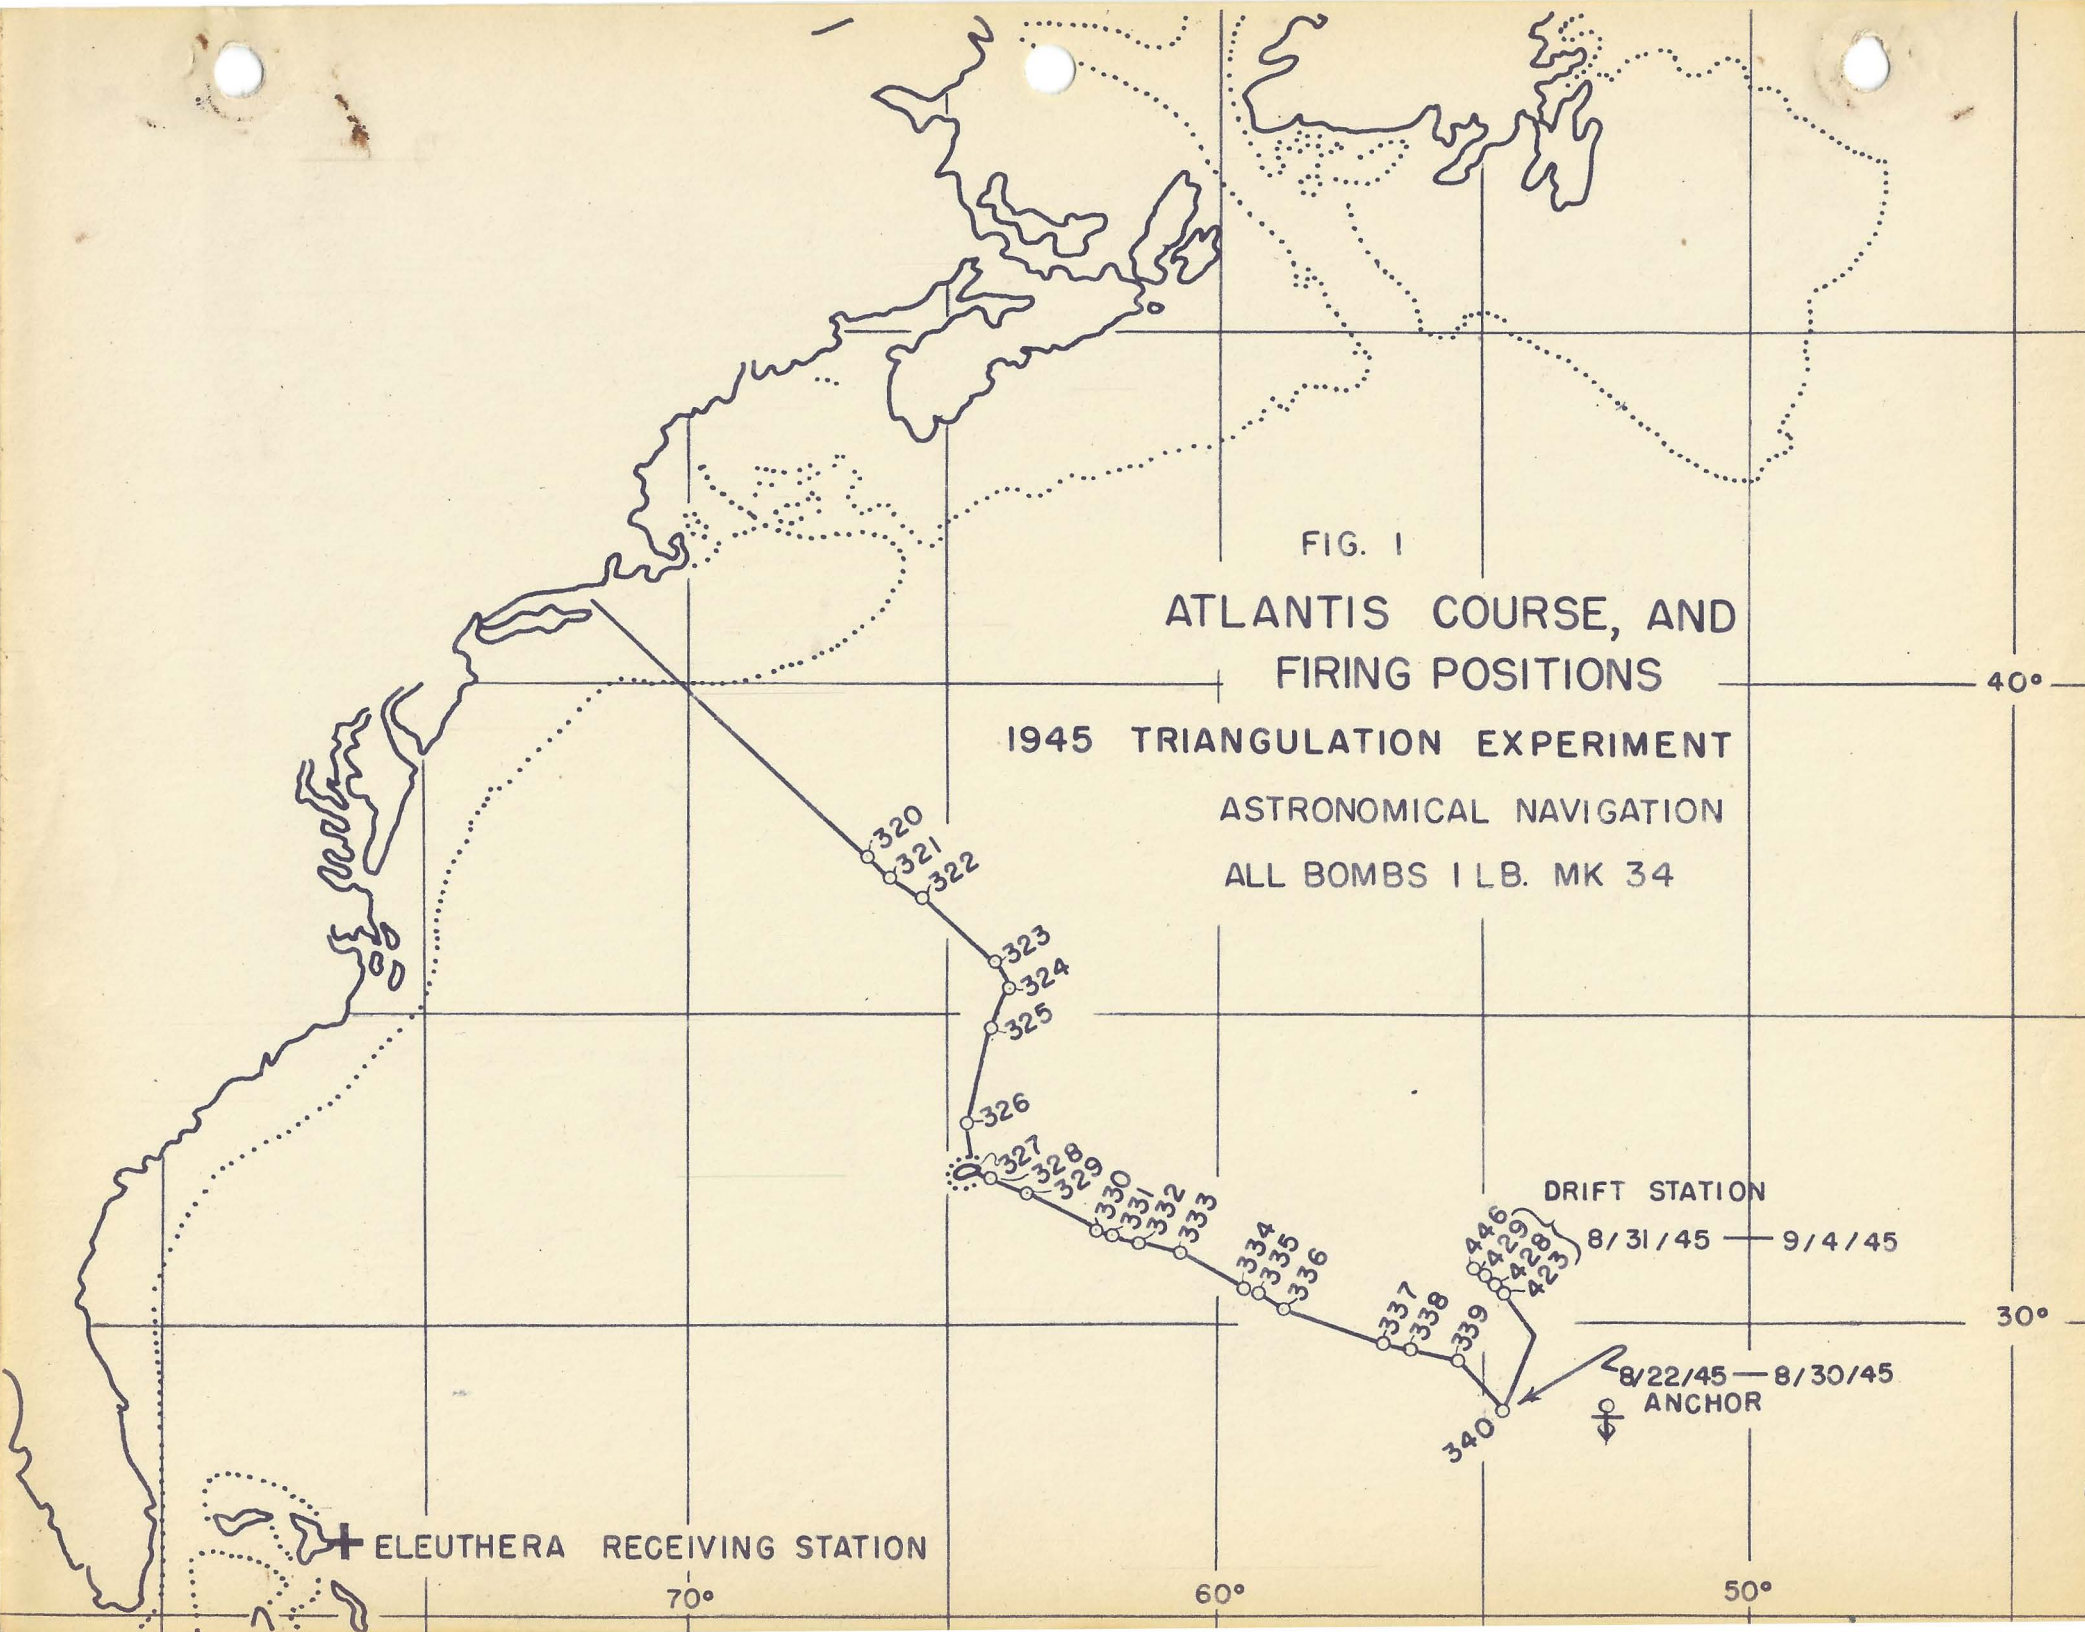 FIG. 1
ATLANTIS COURSE, AND
FIRING POSITIONS
40°
1945 TRIANGULATION EXPERIMENT
ASTRONOMICAL NAVIGATION
ALL BOMBS 1 LB. MK 34
320
321
322
323
324
325
326
327
328
329
330
331
332
333
334
335
336
337
338
339
340
DRIFT STATION
8/31/45 — 9/4/45
446
429
428
423
30°
8/22/45 — 8/30/45
ANCHOR
ELEUTHERA RECEIVING STATION
70°
60°
50°